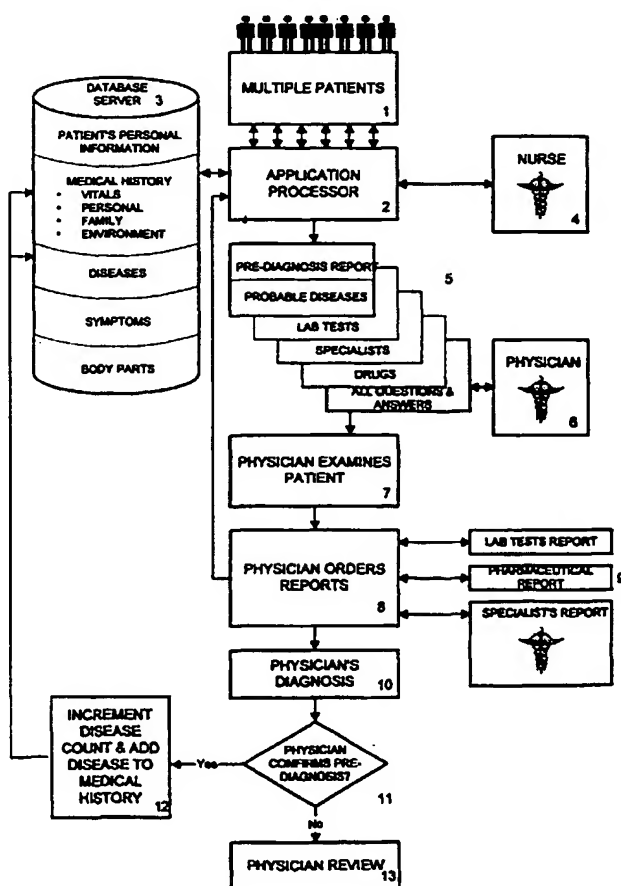 MULTIPLE PATIENTS
1
DATABASE
SERVER 3
PATIENT'S PERSONAL
INFORMATION
MEDICAL HISTORY
• VITALS
• PERSONAL
• FAMILY
• ENVIRONMENT
DISEASES
SYMPTOMS
BODY PARTS
APPLICATION
PROCESSOR
2
NURSE
4
PRE-DIAGNOSIS REPORT
PROBABLE DISEASES
LAB TESTS
SPECIALISTS
DRUGS
ALL QUESTIONS &
ANSWERS
5
PHYSICIAN
6
PHYSICIAN EXAMINES
PATIENT
7
PHYSICIAN ORDERS
REPORTS
8
LAB TESTS REPORT
PHARMACEUTICAL REPORT
9
SPECIALIST'S REPORT
PHYSICIAN'S
DIAGNOSIS
10
PHYSICIAN
CONFIRMS PRE-
DIAGNOSIS?
11
Yes
INCREMENT
DISEASE
COUNT & ADD
DISEASE TO
MEDICAL
HISTORY
12
No
PHYSICIAN REVIEW
13